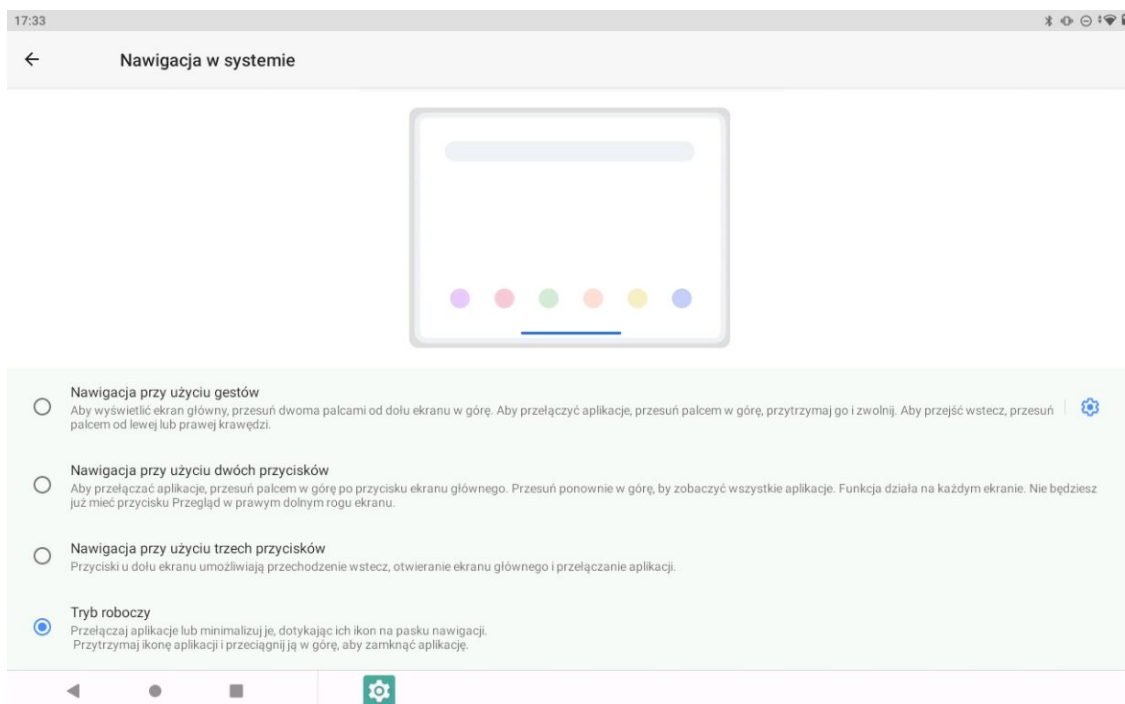 17:33
Nawigacja w systemie
Nawigacja przy użyciu gestów
Aby wyświetlić ekran główny, przesuń dwoma palcami od dołu ekranu w górę. Aby przełączyć aplikacje, przesuń palcem w górę, przytrzymaj go i zwolnij. Aby przejść wstecz, przesuń
palcem od lewej lub prawej krawędzi.
Nawigacja przy użyciu dwóch przycisków
Aby przełączać aplikacje, przesuń palcem w górę po przycisku ekranu głównego. Przesuń ponownie w górę, by zobaczyć wszystkie aplikacje. Funkcja działa na każdym ekranie. Nie będziesz
już mieć przycisku Przegląd w prawym dolnym rogu ekranu.
Nawigacja przy użyciu trzech przycisków
Przyciski u dołu ekranu umożliwiają przechodzenie wstecz, otwieranie ekranu głównego i przełączanie aplikacji.
Tryb roboczy
Przełączaj aplikacje lub minimalizuj je, dotykając ich ikon na pasku nawigacji.
Przytrzymaj ikonę aplikacji i przeciągnij ją w górę, aby zamknąć aplikację.